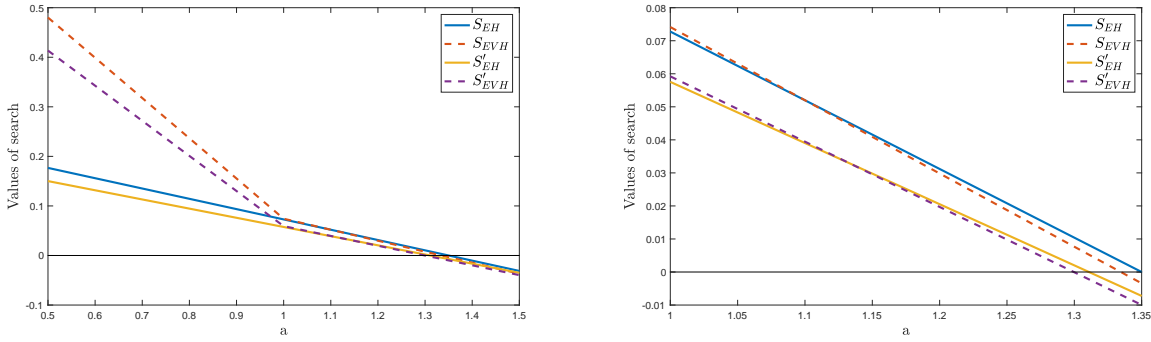 0.5
0.4
0.3
0.2
0.1
0
-0.1
Values of search
0.5 0.6 0.7 0.8 0.9 1 1.1 1.2 1.3 1.4 1.5
a
S_{EH}
S_{EVH}
S'_{EH}
S'_{EVH}
0.08
0.07
0.06
0.05
0.04
0.03
0.02
0.01
0
-0.01
Values of search
1 1.05 1.1 1.15 1.2 1.25 1.3 1.35
a
S_{EH}
S_{EVH}
S'_{EH}
S'_{EVH}